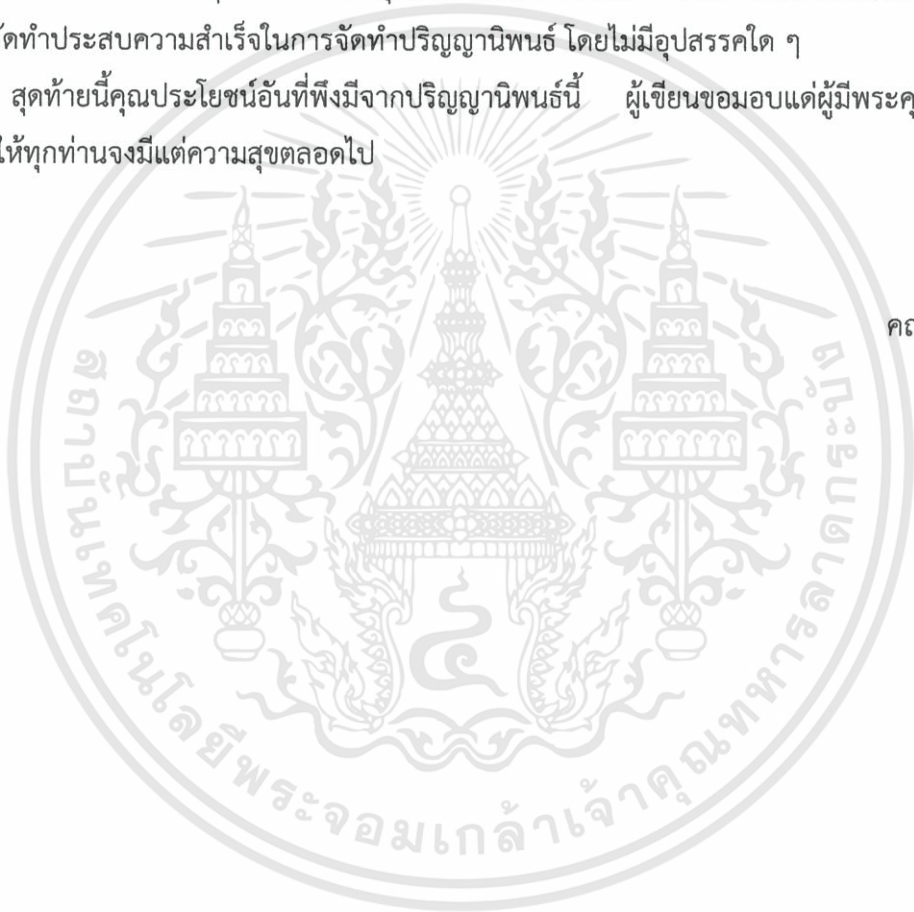 จัดทำประสบความสำเร็จในการจัดทำปริญญานิพนธ์ โดยไม่มีอุปสรรคใด ๆ
สุดท้ายนี้คุณประโยชน์อันที่พึงมีจากปริญญานิพนธ์นี้ ผู้เขียนขอมอบแด่ผู้มีพระคุ
ให้ทุกท่านจงมีแต่ความสุขตลอดไป
คณ
สถาบันเทคโนโลยีพระจอมเกล้าเจ้าคุณทหารลาดกระบัง
๔